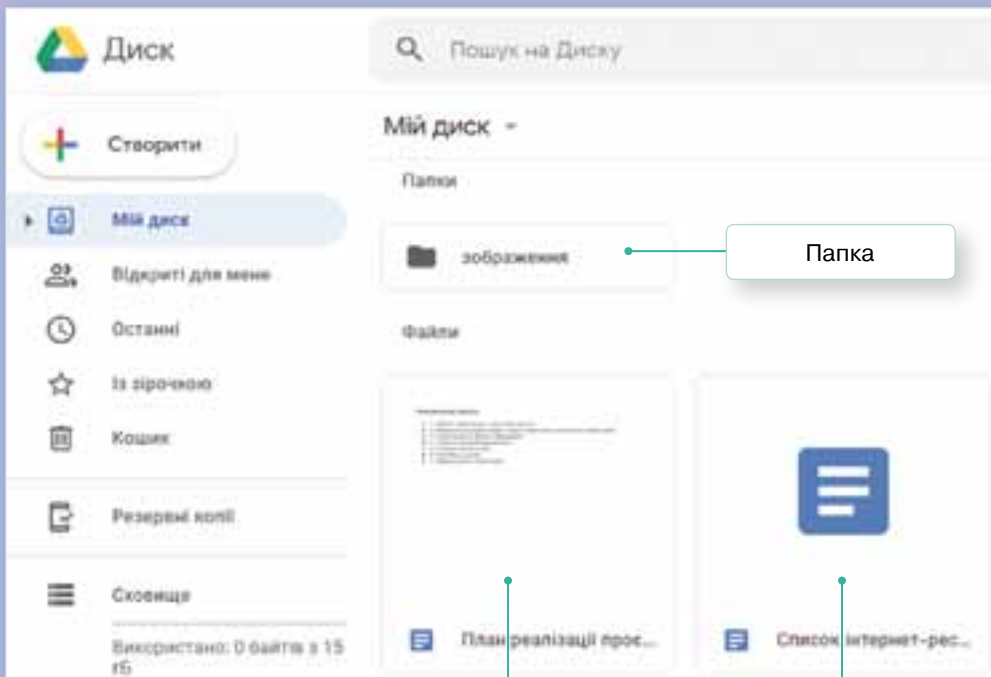 Диск
Пошук на Диску
Створити
Мій диск
Папки
Мій диск
зображення
Папка
Відкриті для мене
Останні
Файли
Із зірочкою
Кошик
Резервні копії
Сховище
План реалізації проє...
Список інтернет-рес...
Використано: 0 байтів з 15
гб